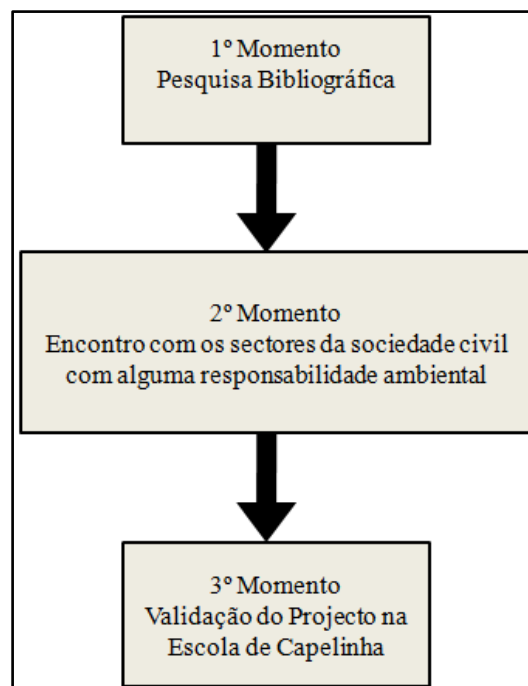 1º Momento
Pesquisa Bibliográfica
2º Momento
Encontro com os sectores da sociedade civil
com alguma responsabilidade ambiental
3º Momento
Validação do Projecto na
Escola de Capelinha